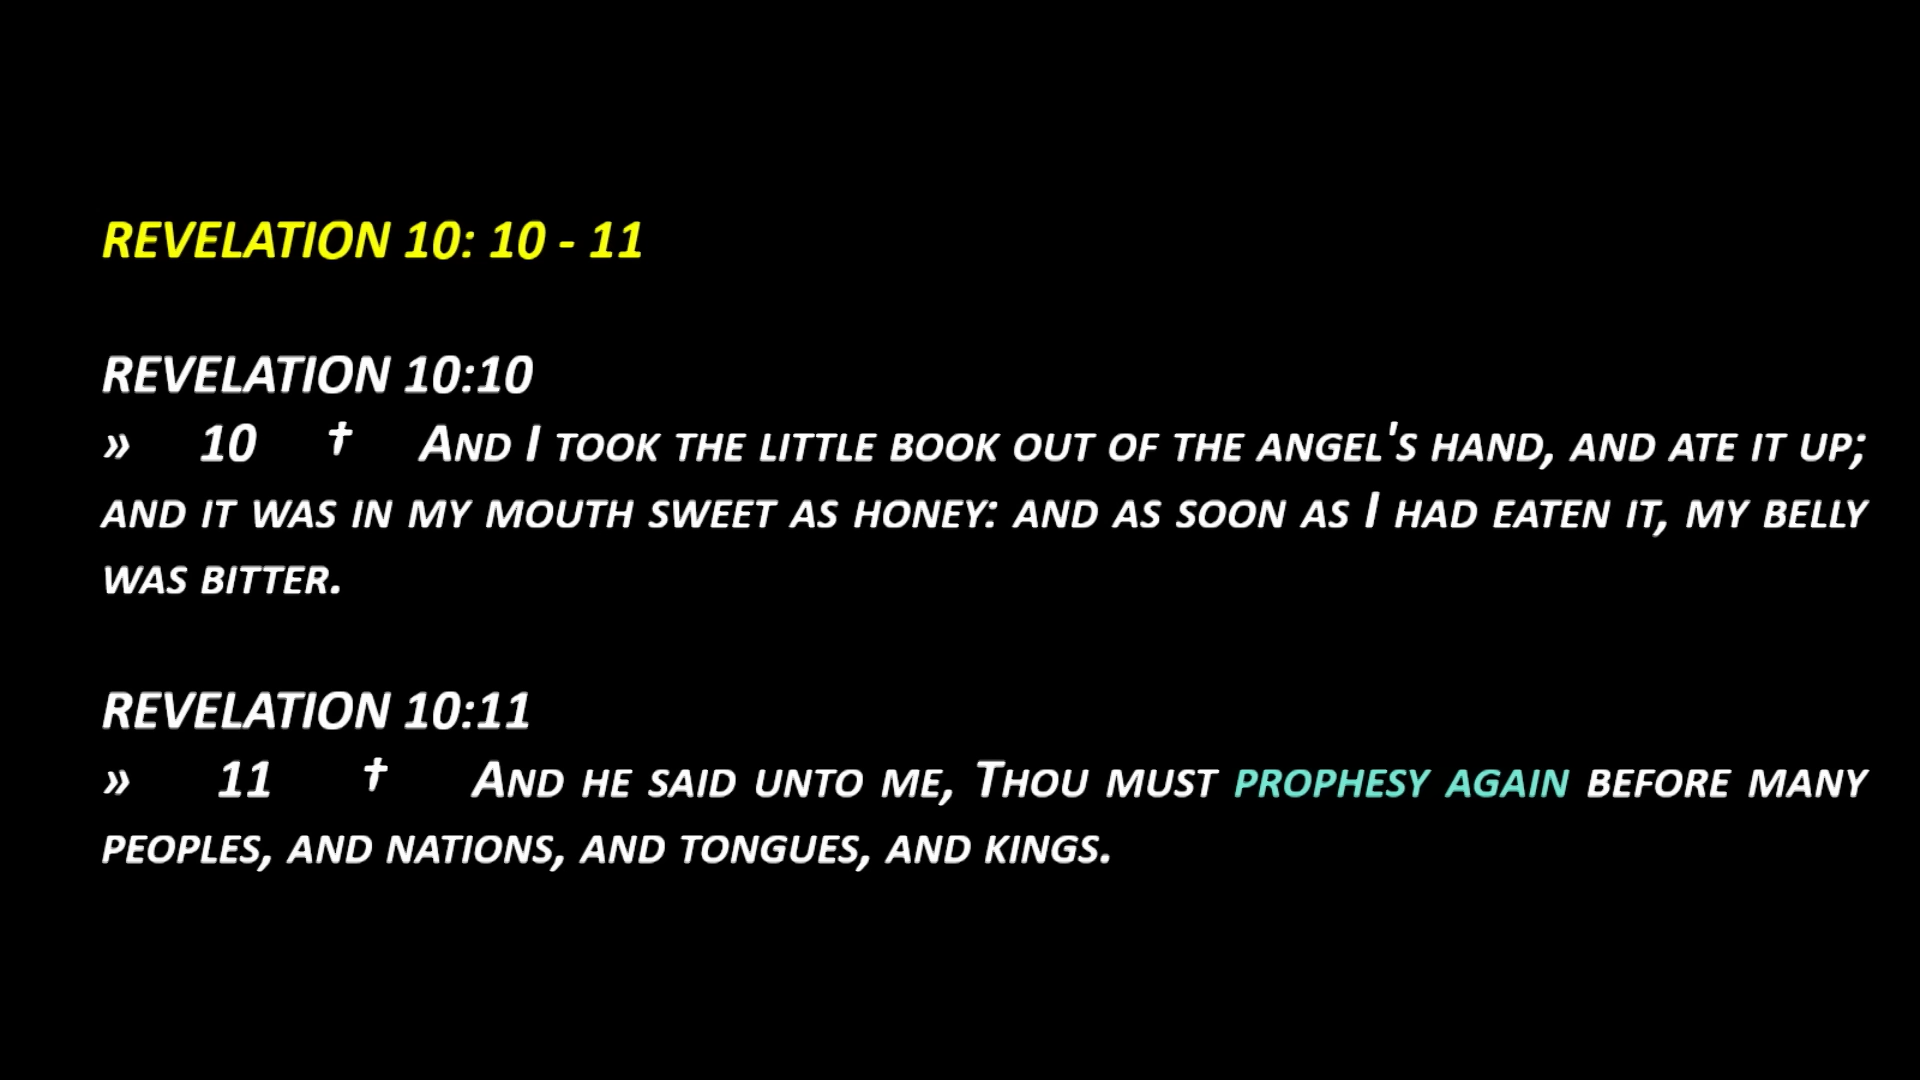 REVELATION 10: 10 - 11
REVELATION 10:10
» 10 † And I took the little book out of the angel's hand, and ate it up;
and it was in my mouth sweet as honey: and as soon as I had eaten it, my belly
was bitter.
REVELATION 10:11
» 11 † And he said unto me, Thou must prophesy again before many
peoples, and nations, and tongues, and kings.